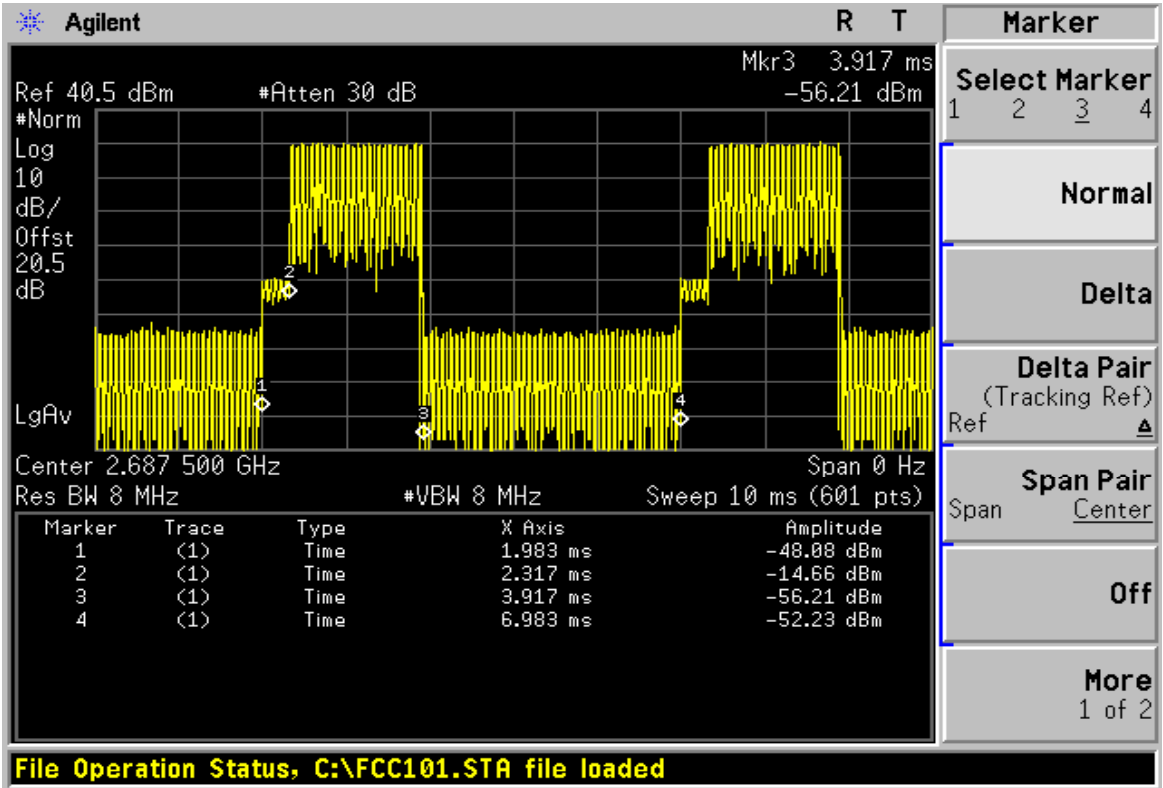 Agilent R T Marker
Mkr3 3.917 ms
Ref 40.5 dBm #Atten 30 dB -56.21 dBm
#Norm
Log
10
dB/
Offst
20.5
dB
LgAv
1
2
3
4
Center 2.687 500 GHz Span 0 Hz
Res BW 8 MHz #VBW 8 MHz Sweep 10 ms (601 pts)
Marker Trace Type X Axis Amplitude
1 (1) Time 1.983 ms -48.08 dBm
2 (1) Time 2.317 ms -14.66 dBm
3 (1) Time 3.917 ms -56.21 dBm
4 (1) Time 6.983 ms -52.23 dBm
Select Marker
1 2 3 4
Normal
Delta
Delta Pair
(Tracking Ref)
Ref Δ
Span Pair
Span Center
Off
More
1 of 2
File Operation Status, C:\FCC101.STA file loaded